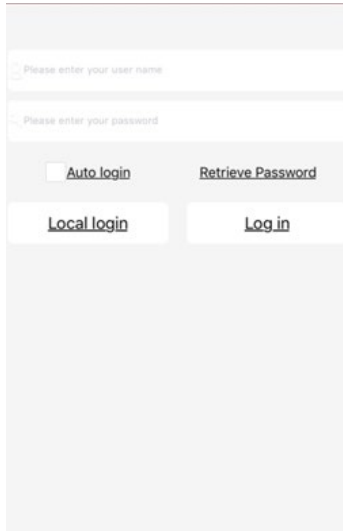 Please enter your user name
Please enter your password
Auto login Retrieve Password
Local login Log in